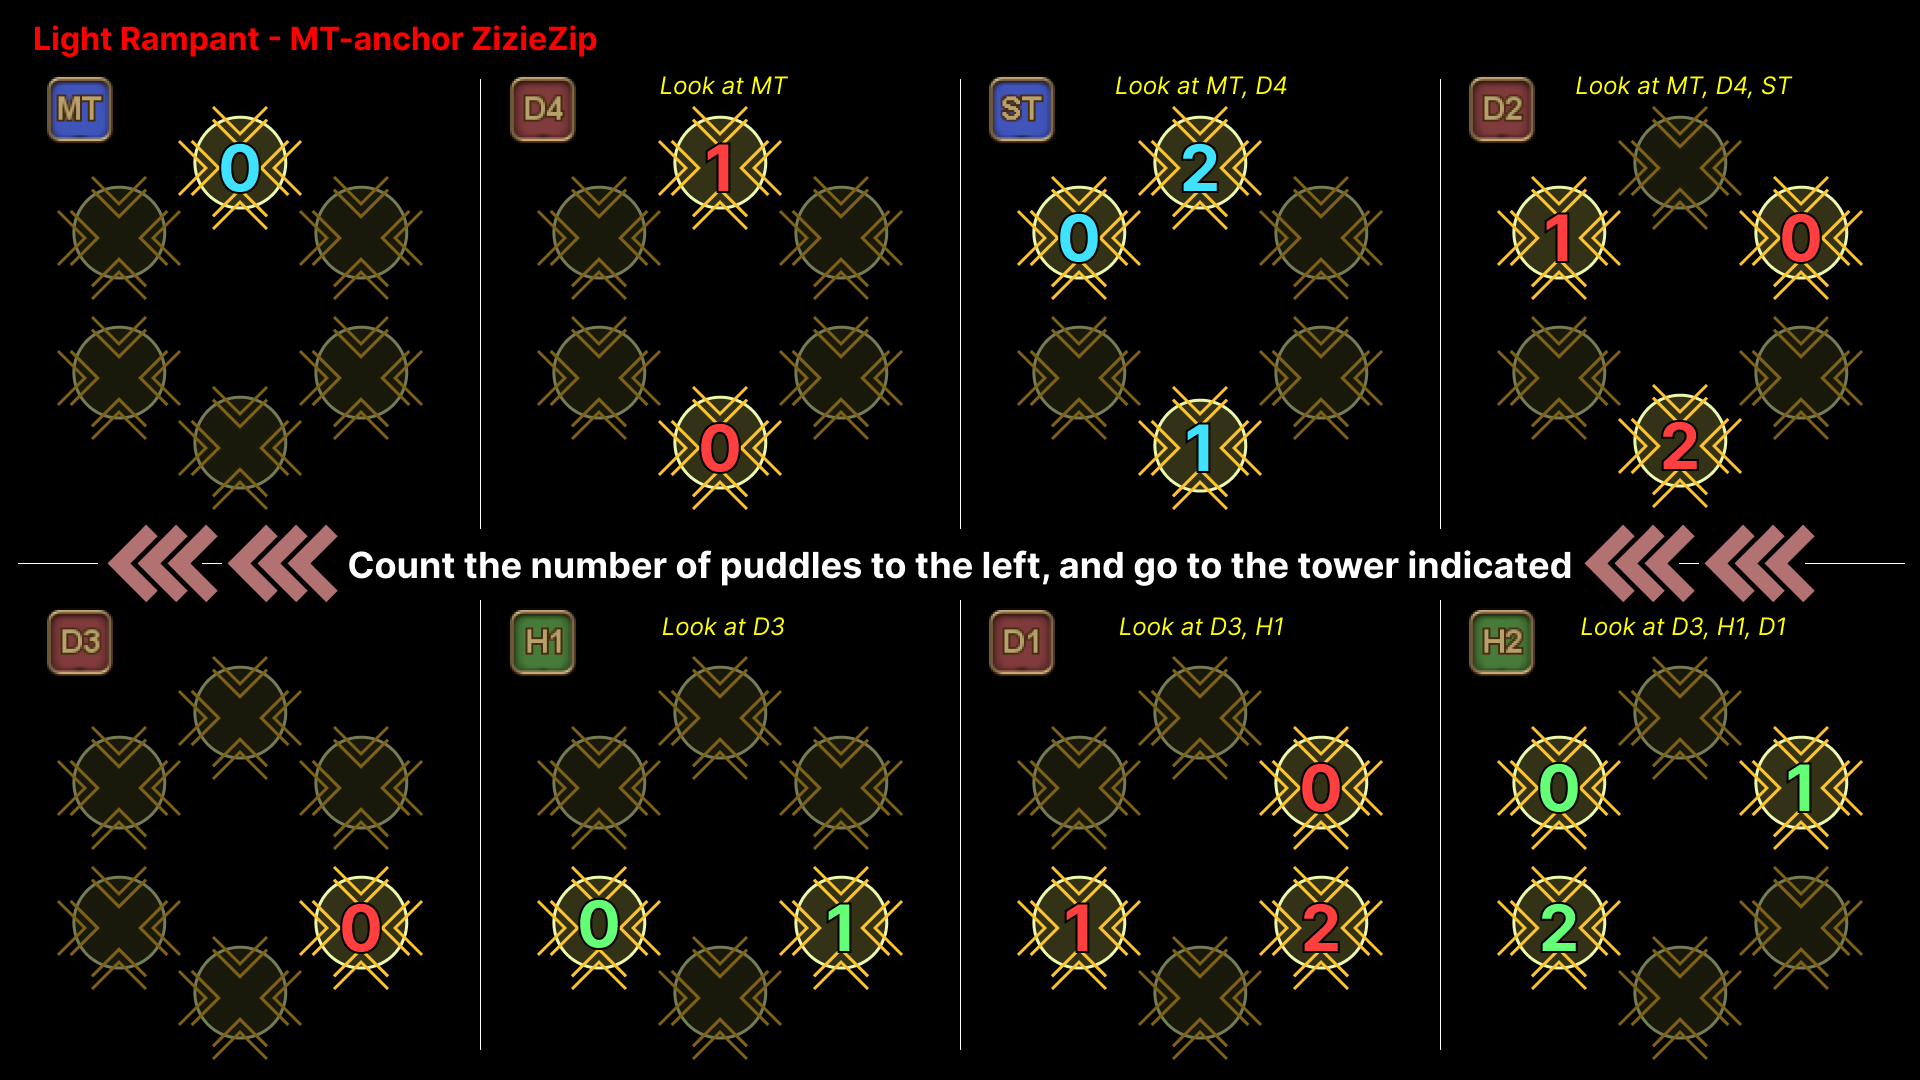 Light Rampant - MT-anchor ZizieZip
MT
0
D4
Look at MT
1
0
ST
Look at MT, D4
2
0
1
D2
Look at MT, D4, ST
1
0
2
Count the number of puddles to the left, and go to the tower indicated
D3
0
H1
Look at D3
0
1
D1
Look at D3, H1
0
1
2
H2
Look at D3, H1, D1
0
1
2